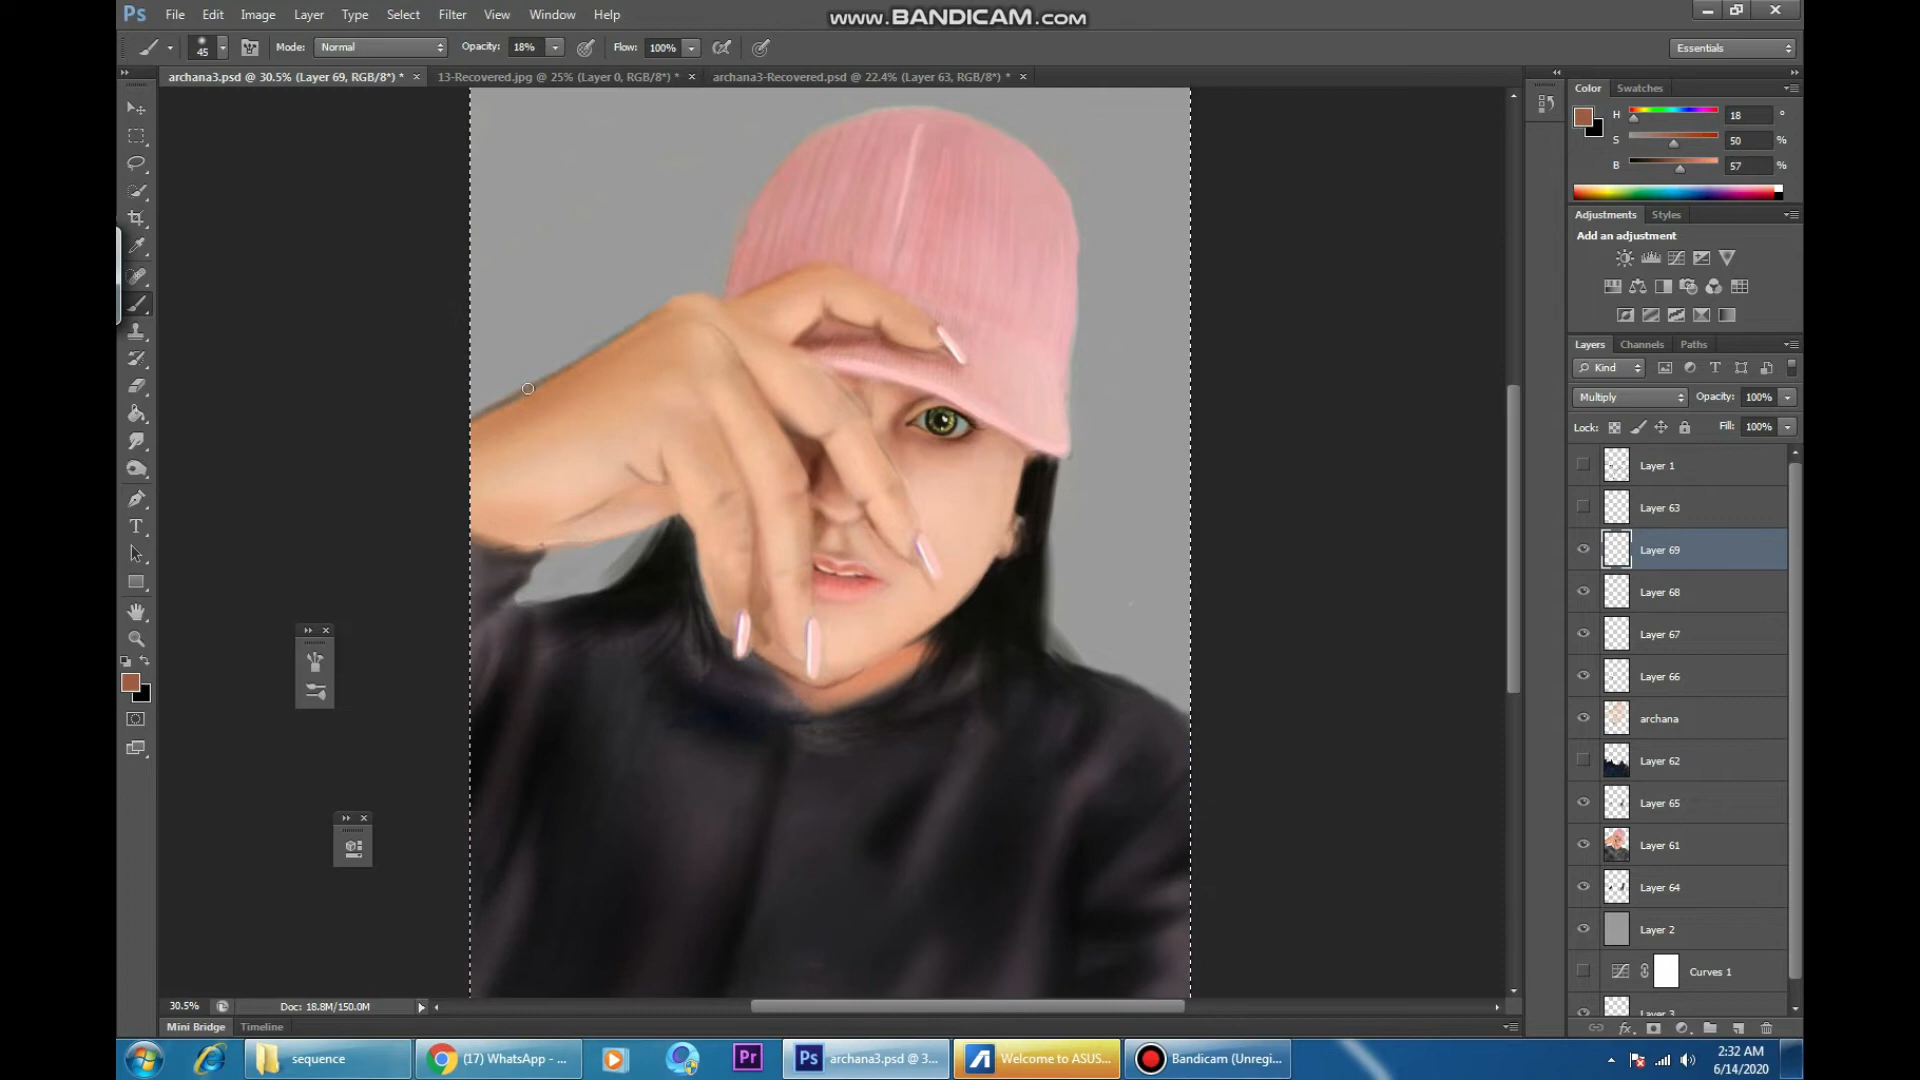 Ps File Edit Image Layer Type Select Filter View Window Help
www.BANDICAM.com
45 Mode: Normal Opacity: 18% Flow: 100% Essentials
archana3.psd @ 30.5% (Layer 69, RGB/8*) * × 13-Recovered.jpg @ 25% (Layer 0, RGB/8*) * × archana3-Recovered.psd @ 22.4% (Layer 63, RGB/8*) * ×
Color Swatches
H 18 °
S 50 %
B 57 %
Adjustments Styles
Add an adjustment
Layers Channels Paths
Kind
Multiply Opacity: 100%
Lock: Fill: 100%
Layer 1
Layer 63
Layer 69
Layer 68
Layer 67
Layer 66
archana
Layer 62
Layer 65
Layer 61
Layer 64
Layer 2
Curves 1
Layer 3
30.5% Doc: 18.8M/150.0M
Mini Bridge Timeline
sequence (17) WhatsApp - ... Pr Ps archana3.psd @ 3... Welcome to ASUS... Bandicam (Unregi...
2:32 AM
6/14/2020